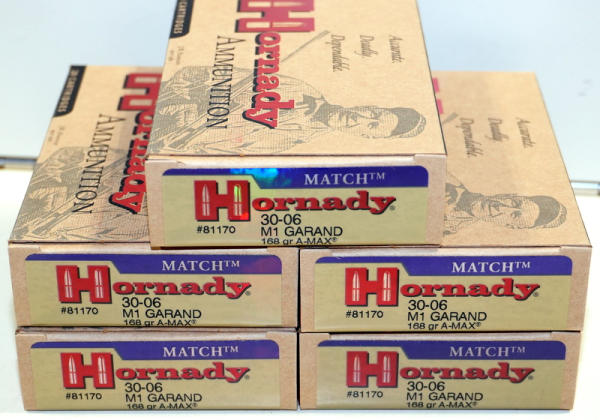 Hornady
AMMUNITION
Accurate.
Deadly.
Dependable.
MATCH™
Hornady®
#81170
30-06
M1 GARAND
168 gr A-MAX®
20 CARTRIDGES
Hornady
AMMUNITION
Accurate.
Deadly.
Dependable.
MATCH™
Hornady®
#81170
30-06
M1 GARAND
168 gr A-MAX®
MATCH™
Hornady®
#81170
30-06
M1 GARAND
168 gr A-MAX®
MATCH™
Hornady®
#81170
30-06
M1 GARAND
168 gr A-MAX®
MATCH™
Hornady®
#81170
30-06
M1 GARAND
168 gr A-MAX®